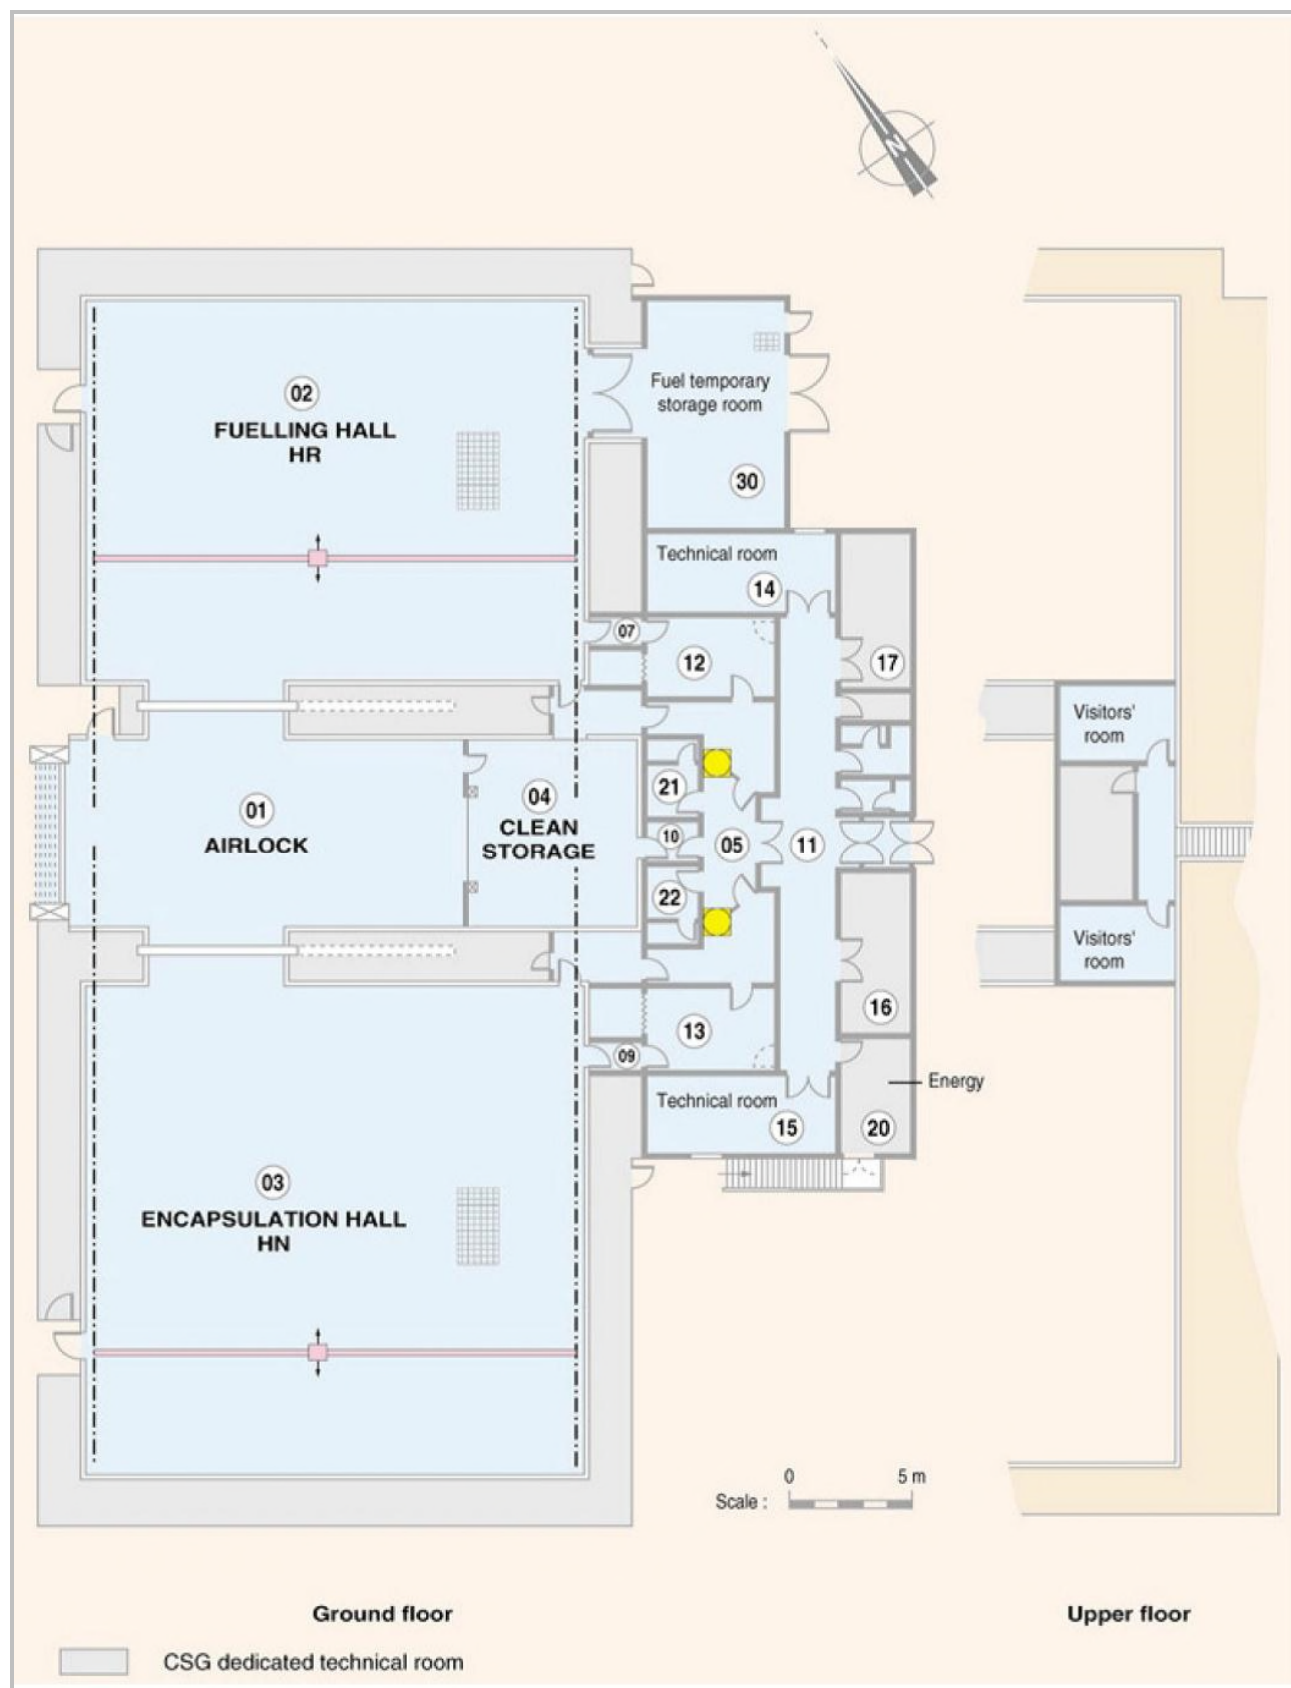 N
02
FUELLING HALL
HR
Fuel temporary
storage room
30
Technical room
14
07
12
17
Visitors'
room
01
AIRLOCK
04
CLEAN
STORAGE
21
10
05
11
22
Visitors'
room
16
13
09
Energy
Technical room
15
20
03
ENCAPSULATION HALL
HN
0
5 m
Scale :
Ground floor
Upper floor
CSG dedicated technical room